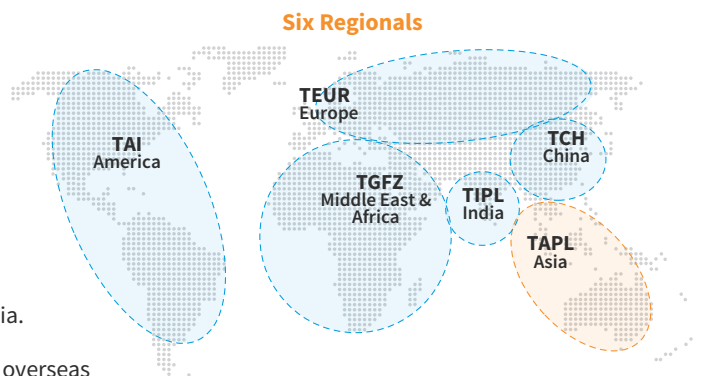 Six Regionals
TEUR
Europe
TAI
America
TCH
China
TGFZ
Middle East &
Africa
TIPL
India
TAPL
Asia
ia.
overseas